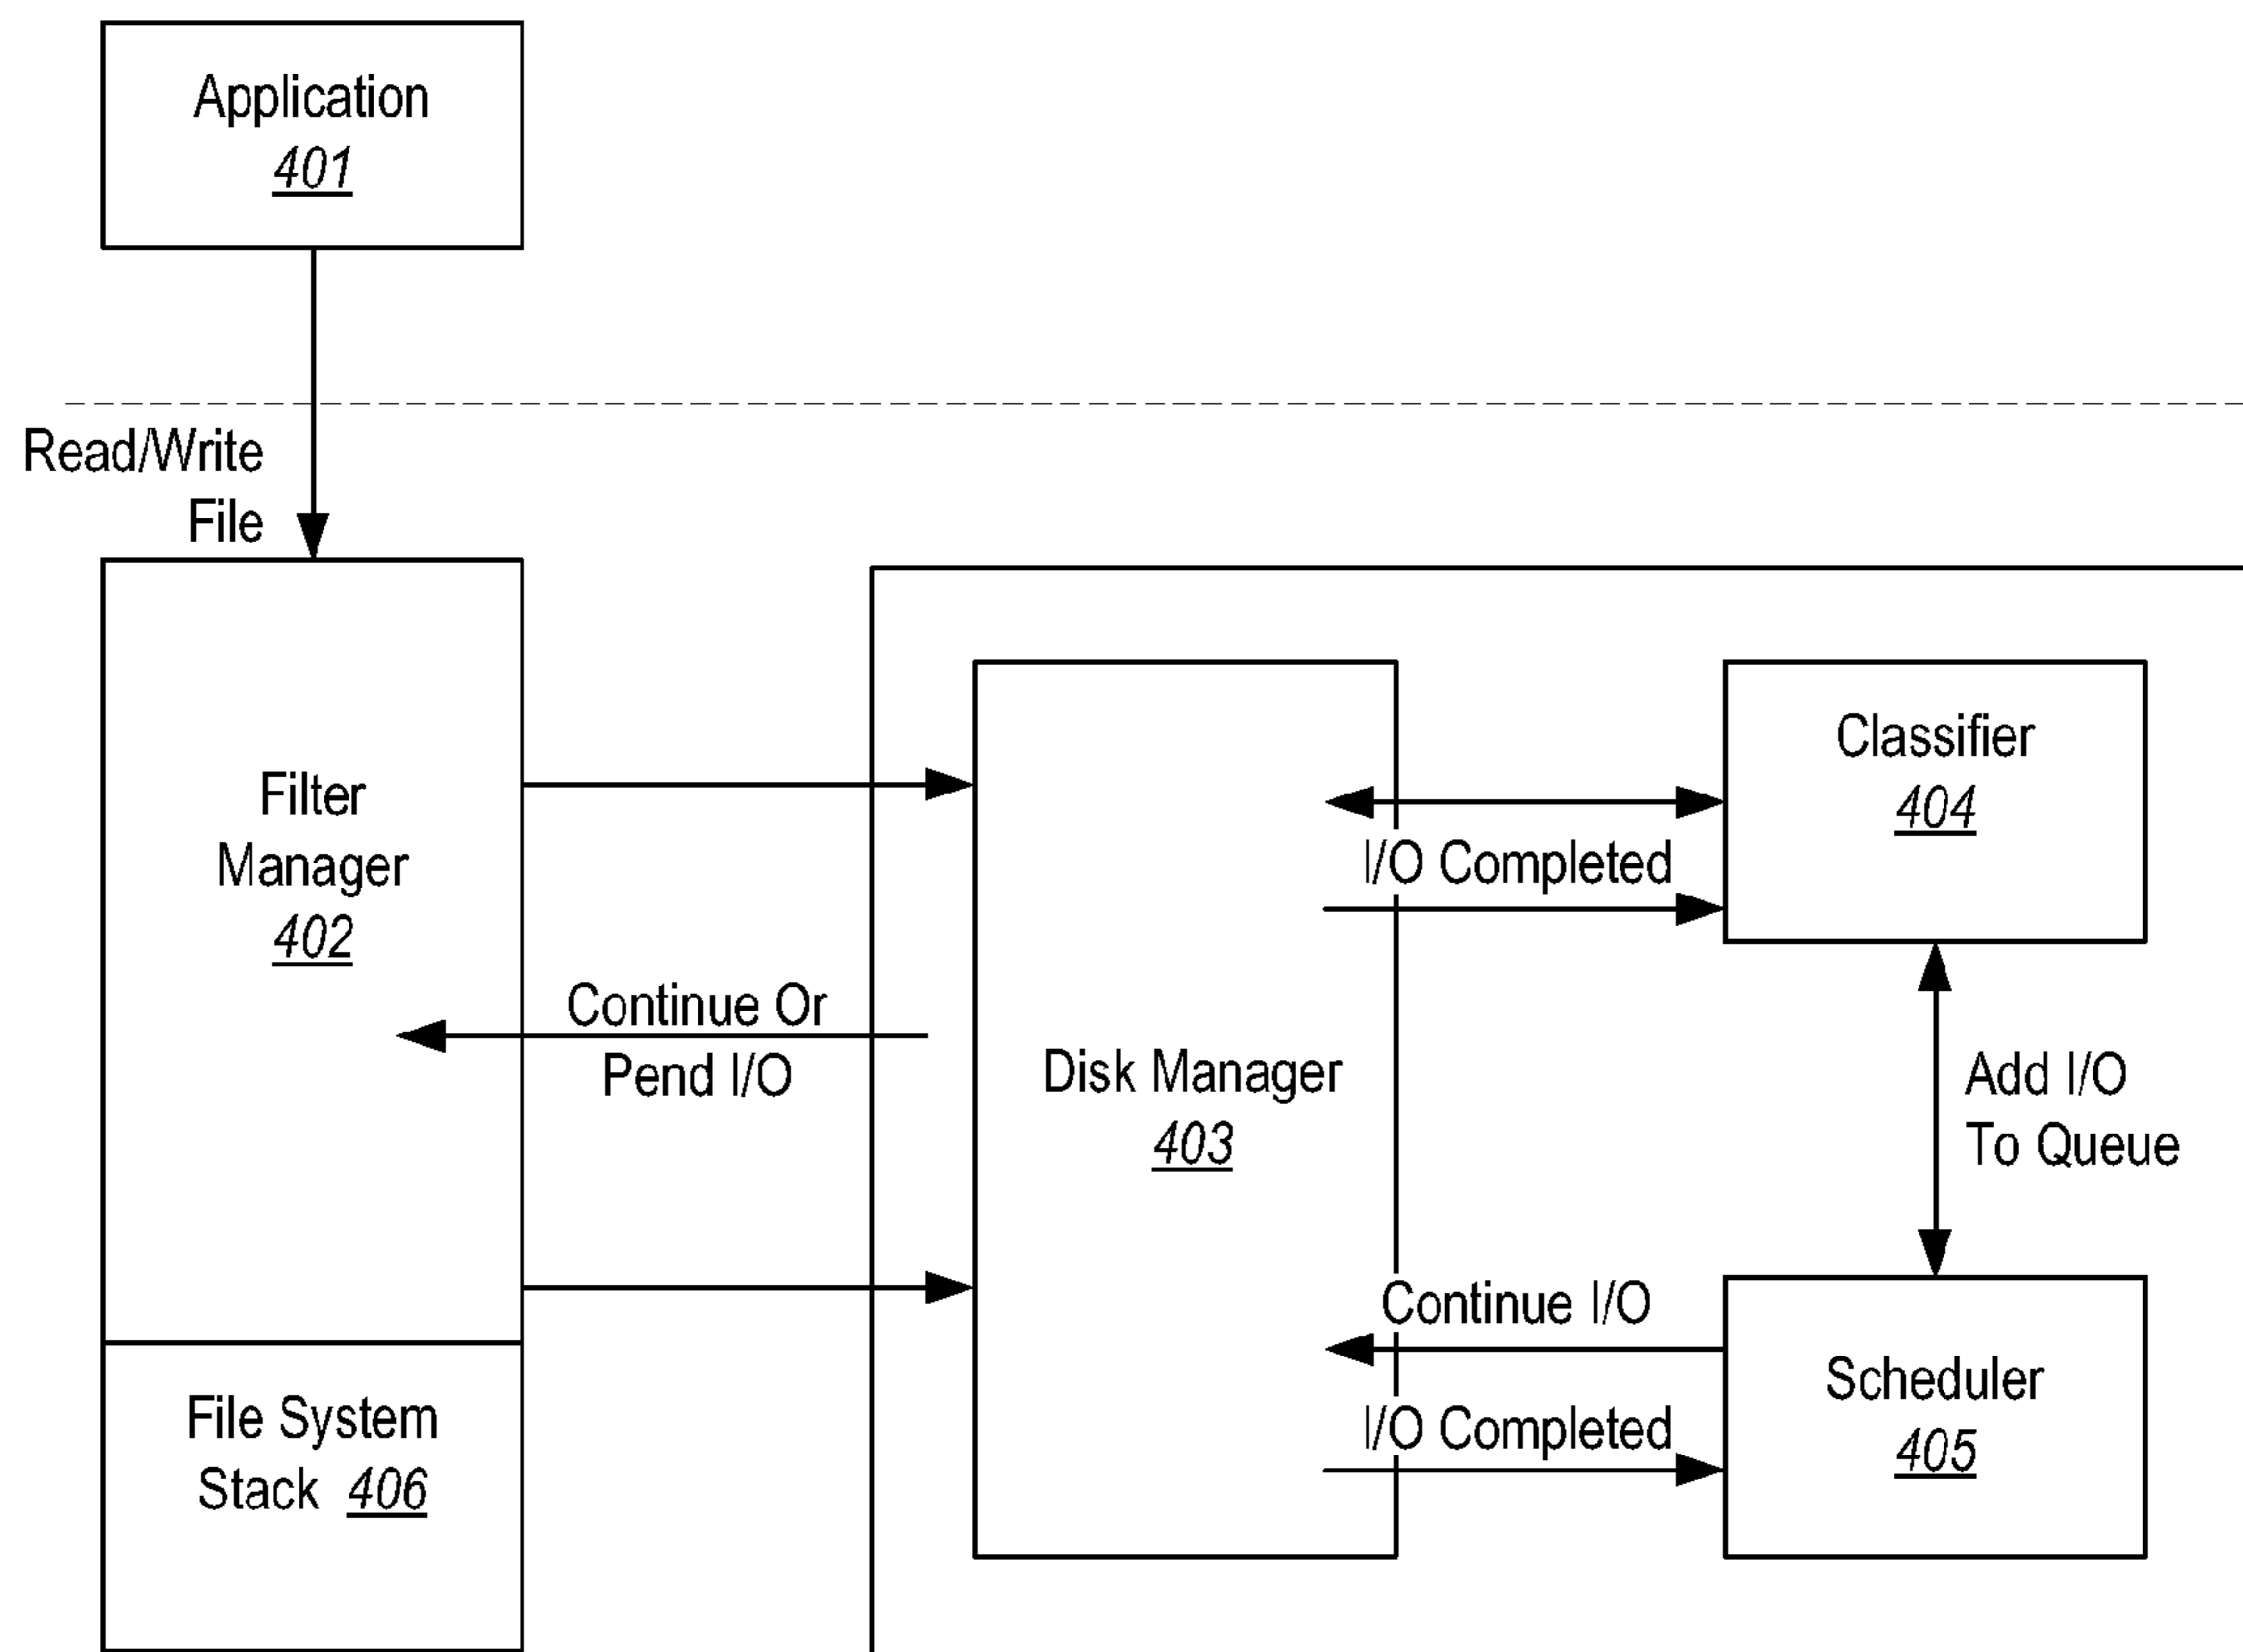 Application
401
Read/Write
File
Filter
Manager
402
Continue Or
Pend I/O
File System
Stack 406
Disk Manager
403
Classifier
404
I/O Completed
Add I/O
To Queue
Continue I/O
I/O Completed
Scheduler
405